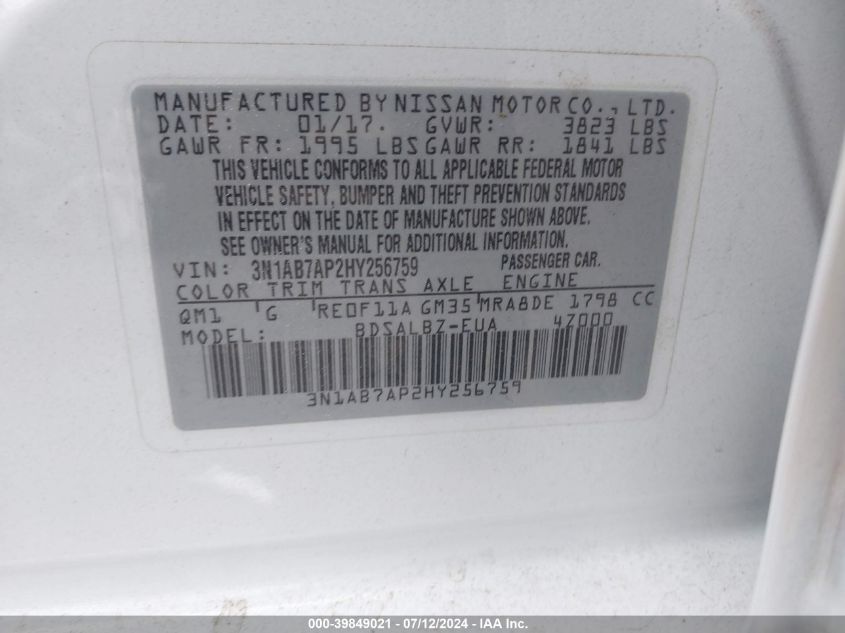 MANUFACTURED BY NISSAN MOTOR CO., LTD.
DATE: 01/17. GVWR: 3823 LBS
GAWR FR: 1995 LBS GAWR RR: 1841 LBS
THIS VEHICLE CONFORMS TO ALL APPLICABLE FEDERAL MOTOR
VEHICLE SAFETY, BUMPER AND THEFT PREVENTION STANDARDS
IN EFFECT ON THE DATE OF MANUFACTURE SHOWN ABOVE.
SEE OWNER'S MANUAL FOR ADDITIONAL INFORMATION.
VIN: 3N1AB7AP2HY256759 PASSENGER CAR.
COLOR TRIM TRANS AXLE ENGINE
QM1 G RE0F11A GM35 MRA8DE 1798 CC
MODEL: BDSALBZ-EUA 4Z000
3N1AB7AP2HY256759
000-39849021 - 07/12/2024 - IAA Inc.